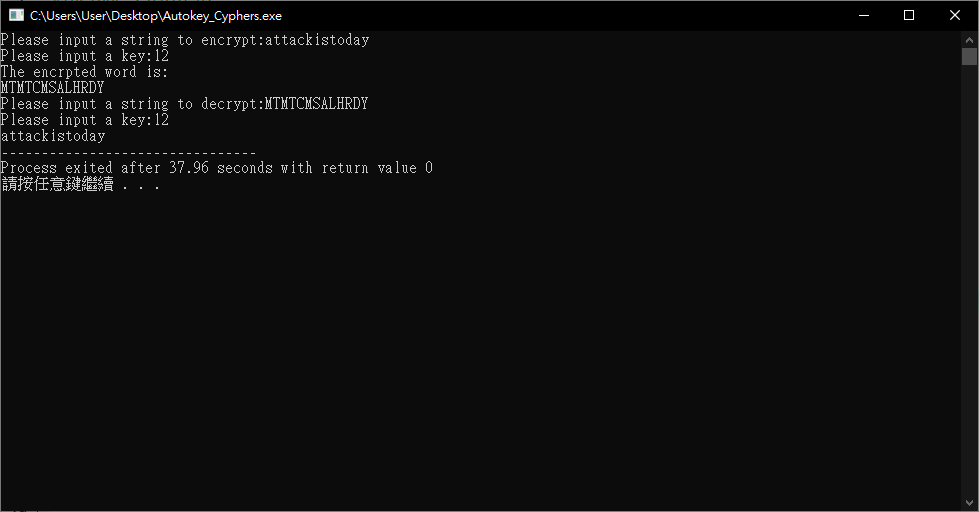 C:\Users\User\Desktop\Autokey_Cyphers.exe
Please input a string to encrypt:attackistoday
Please input a key:12
The encrpted word is:
MTMTCMSALHRDY
Please input a string to decrypt:MTMTCMSALHRDY
Please input a key:12
attackistoday
--------------------------------
Process exited after 37.96 seconds with return value 0
請按任意鍵繼續 . . .